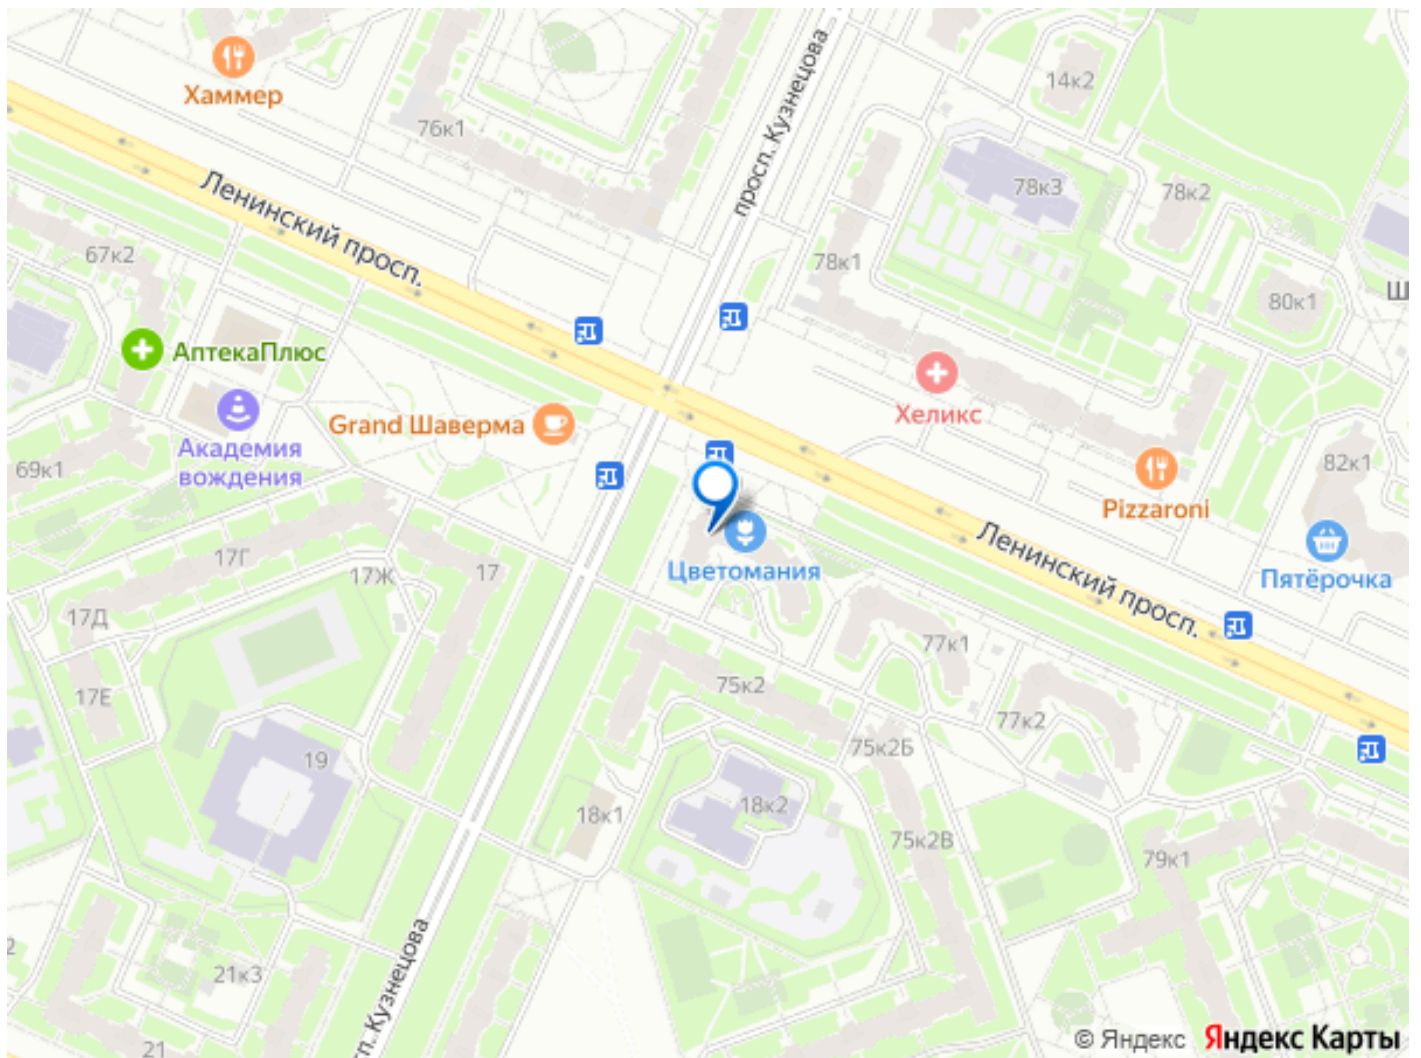 Хаммер
76к1
просп. Кузнецова
14к2
78к3
78к2
Ленинский просп.
67к2
78к1
80к1
Ш
АптекаПлюс
Хеликс
Grand Шаверма
Академия
вождения
69к1
82к1
Pizzaroni
Ленинский просп.
Пятёрочка
Цветомания
17Г
17Ж
17
17Д
77к1
75к2
17Е
77к2
75к2Б
19
18к1
18к2
75к2В
79к1
2
21к3
п. Кузнецова
21
© Яндекс Яндекс Карты